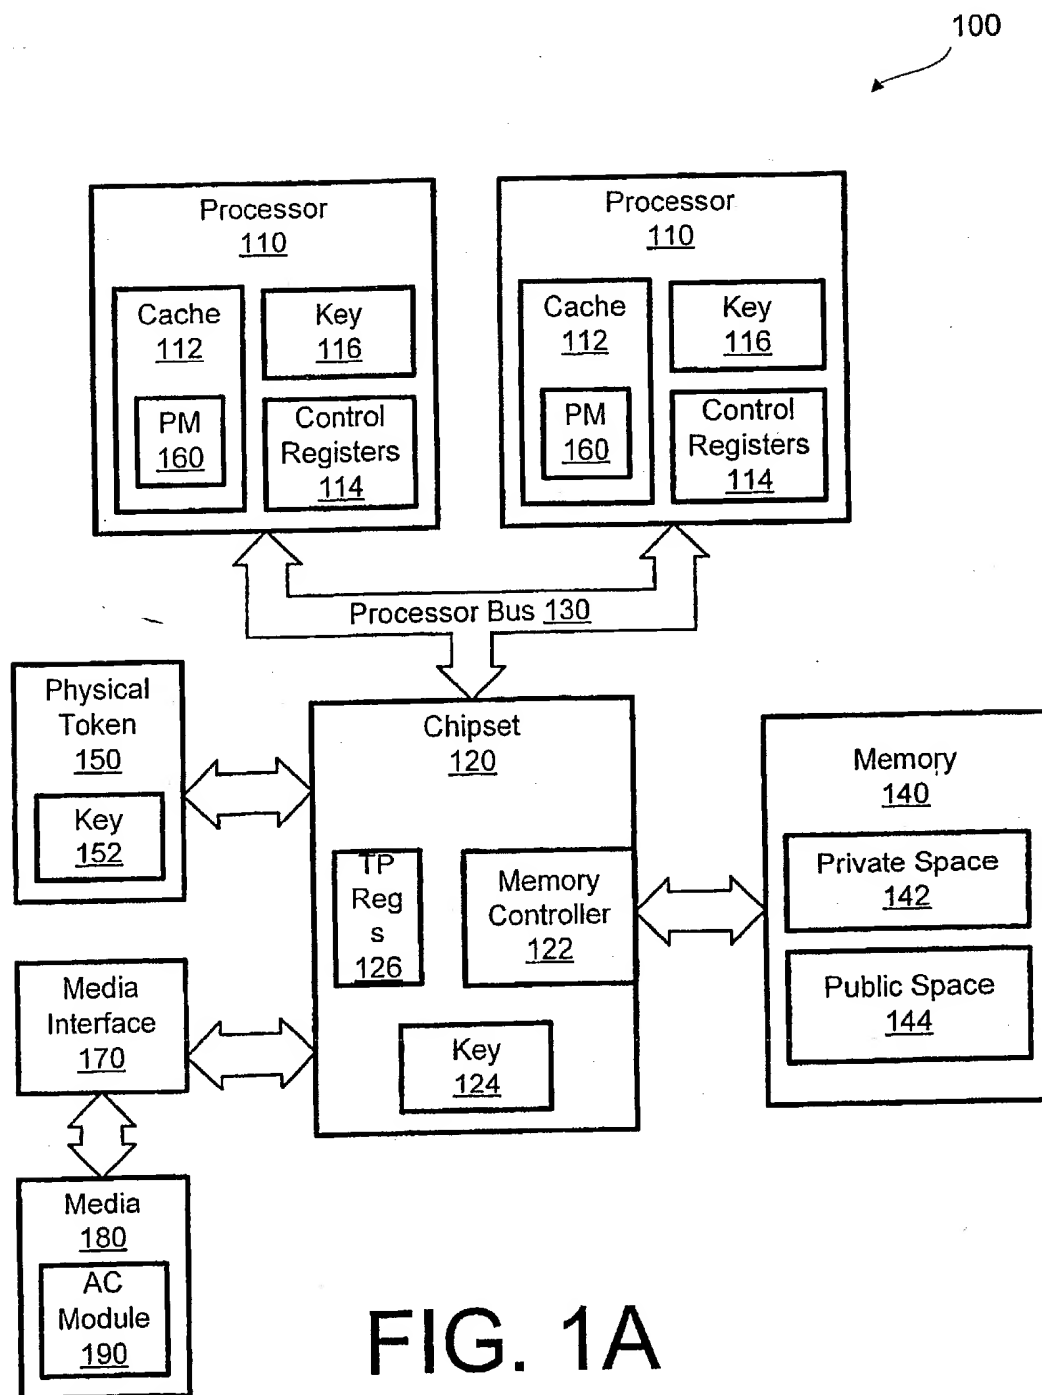 100
Processor
110
Cache
112
PM
160
Key
116
Control
Registers
114
Processor
110
Cache
112
PM
160
Key
116
Control
Registers
114
Processor Bus 130
Physical
Token
150
Key
152
Chipset
120
TP
Reg
s
126
Memory
Controller
122
Key
124
Memory
140
Private Space
142
Public Space
144
Media
Interface
170
Media
180
AC
Module
190
FIG. 1A